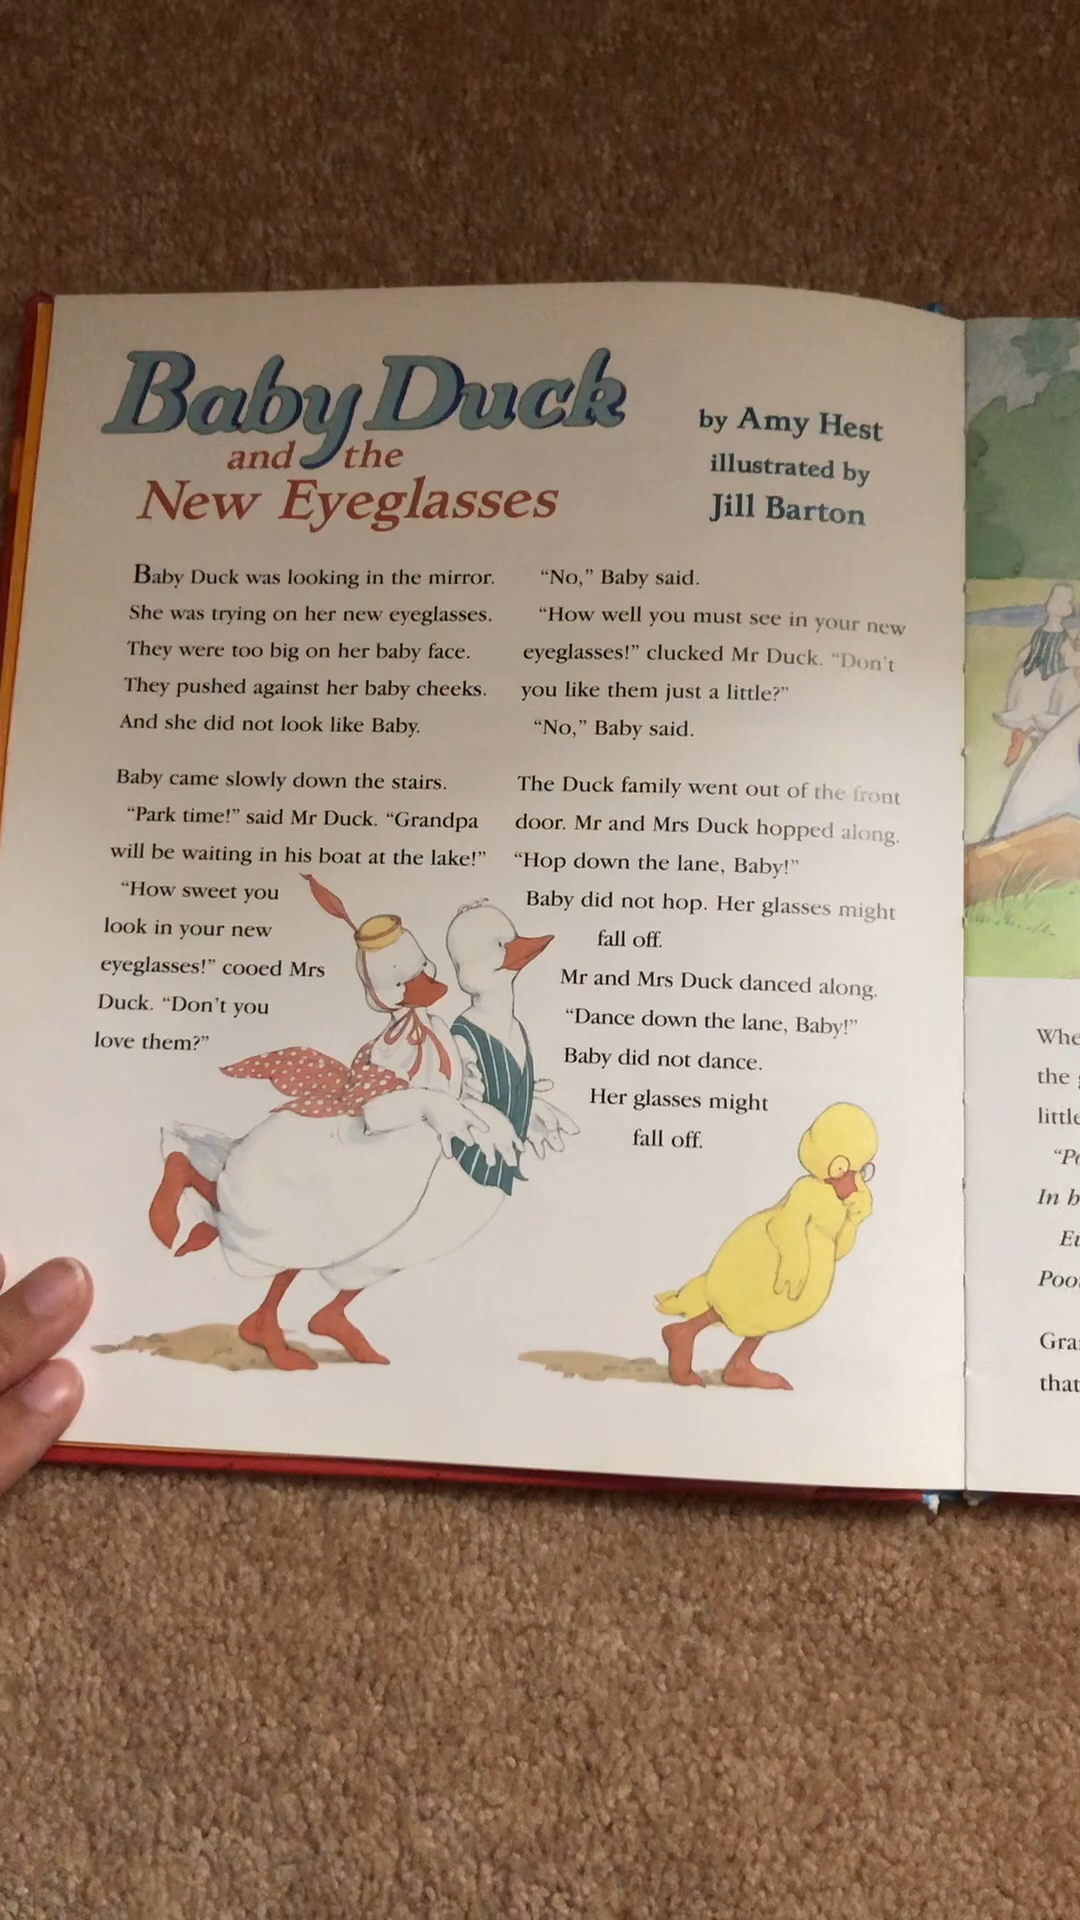 Baby Duck
and the
New Eyeglasses
by Amy Hest
illustrated by
Jill Barton
Baby Duck was looking in the mirror.
She was trying on her new eyeglasses.
They were too big on her baby face.
They pushed against her baby cheeks.
And she did not look like Baby.
Baby came slowly down the stairs.
“Park time!” said Mr Duck. “Grandpa
will be waiting in his boat at the lake!”
“How sweet you
look in your new
eyeglasses!” cooed Mrs
Duck. “Don’t you
love them?”
“No,” Baby said.
“How well you must see in your new
eyeglasses!” clucked Mr Duck. “Don’t
you like them just a little?”
“No,” Baby said.
The Duck family went out of the front
door. Mr and Mrs Duck hopped along.
“Hop down the lane, Baby!”
Baby did not hop. Her glasses might
fall off.
Mr and Mrs Duck danced along.
“Dance down the lane, Baby!”
Baby did not dance.
Her glasses might
fall off.
the
In